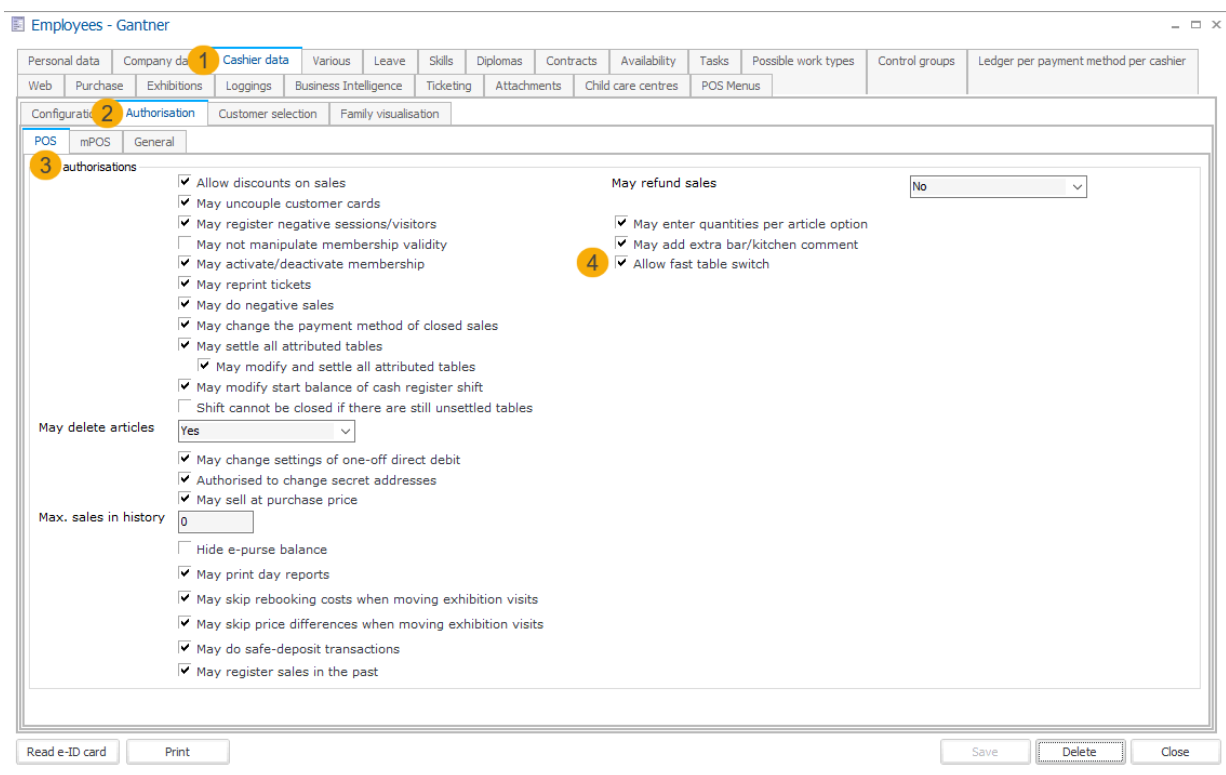 Employees - Gantner
Personal data Company da 1 Cashier data Various Leave Skills Diplomas Contracts Availability Tasks Possible work types Control groups Ledger per payment method per cashier
Web Purchase Exhibitions Loggings Business Intelligence Ticketing Attachments Child care centres POS Menus
Configurati 2 Authorisation Customer selection Family visualisation
POS mPOS General
3 authorisations
Allow discounts on sales May refund sales No
May uncouple customer cards
May register negative sessions/visitors May enter quantities per article option
May not manipulate membership validity May add extra bar/kitchen comment
May activate/deactivate membership 4 Allow fast table switch
May reprint tickets
May do negative sales
May change the payment method of closed sales
May settle all attributed tables
May modify and settle all attributed tables
May modify start balance of cash register shift
Shift cannot be closed if there are still unsettled tables
May delete articles Yes
May change settings of one-off direct debit
Authorised to change secret addresses
May sell at purchase price
Max. sales in history 0
Hide e-purse balance
May print day reports
May skip rebooking costs when moving exhibition visits
May skip price differences when moving exhibition visits
May do safe-deposit transactions
May register sales in the past
Read e-ID card Print Save Delete Close